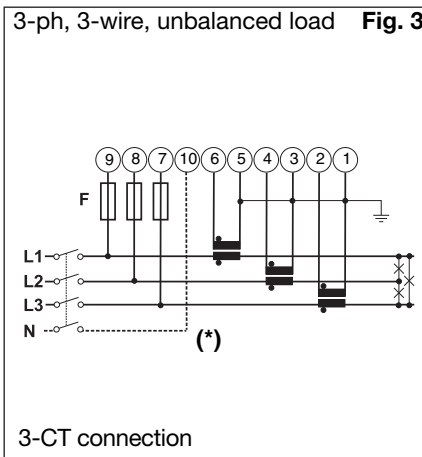 3-ph, 3-wire, unbalanced load Fig. 3
9 8 7 10 6 5 4 3 2 1
F
L1
L2
L3
N
(*)
3-CT connection